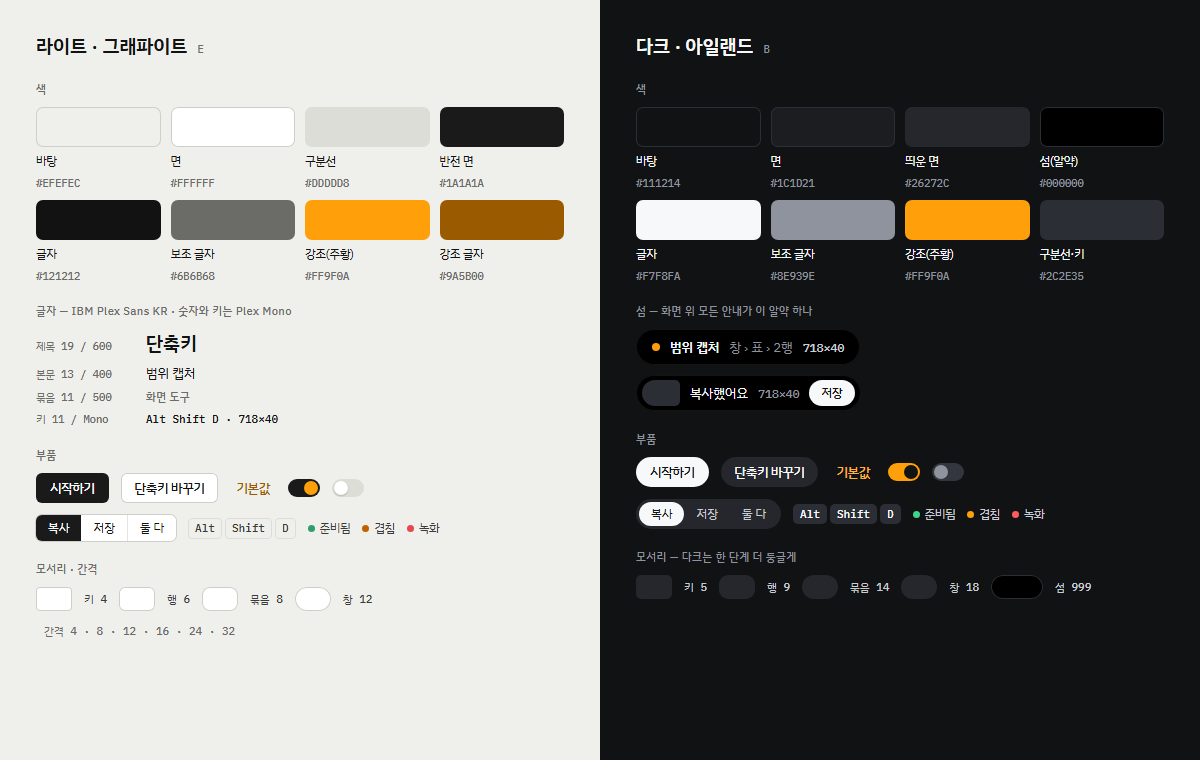 라이트 · 그래파이트 E
색
바탕 면 구분선 반전 면
#EFEFEC #FFFFFF #DDDDD8 #1A1A1A
글자 보조 글자 강조(주황) 강조 글자
#121212 #6B6B68 #FF9F0A #9A5B00
글자 — IBM Plex Sans KR · 숫자와 키는 Plex Mono
제목 19 / 600 단축키
본문 13 / 400 범위 캡처
묶음 11 / 500 화면 도구
키 11 / Mono Alt Shift D · 718×40
부품
시작하기 단축키 바꾸기 기본값
복사 저장 둘 다 Alt Shift D 준비됨 겹침 녹화
모서리 · 간격
키 4 행 6 묶음 8 창 12
간격 4 · 8 · 12 · 16 · 24 · 32
다크 · 아일랜드 B
색
바탕 면 띄운 면 섬(알약)
#111214 #1C1D21 #26272C #000000
글자 보조 글자 강조(주황) 구분선·키
#F7F8FA #8E939E #FF9F0A #2C2E35
섬 — 화면 위 모든 안내가 이 알약 하나
범위 캡처 창 › 표 › 2행 718×40
복사했어요 718×40 저장
부품
시작하기 단축키 바꾸기 기본값
복사 저장 둘 다 Alt Shift D 준비됨 겹침 녹화
모서리 — 다크는 한 단계 더 둥글게
키 5 행 9 묶음 14 창 18 섬 999